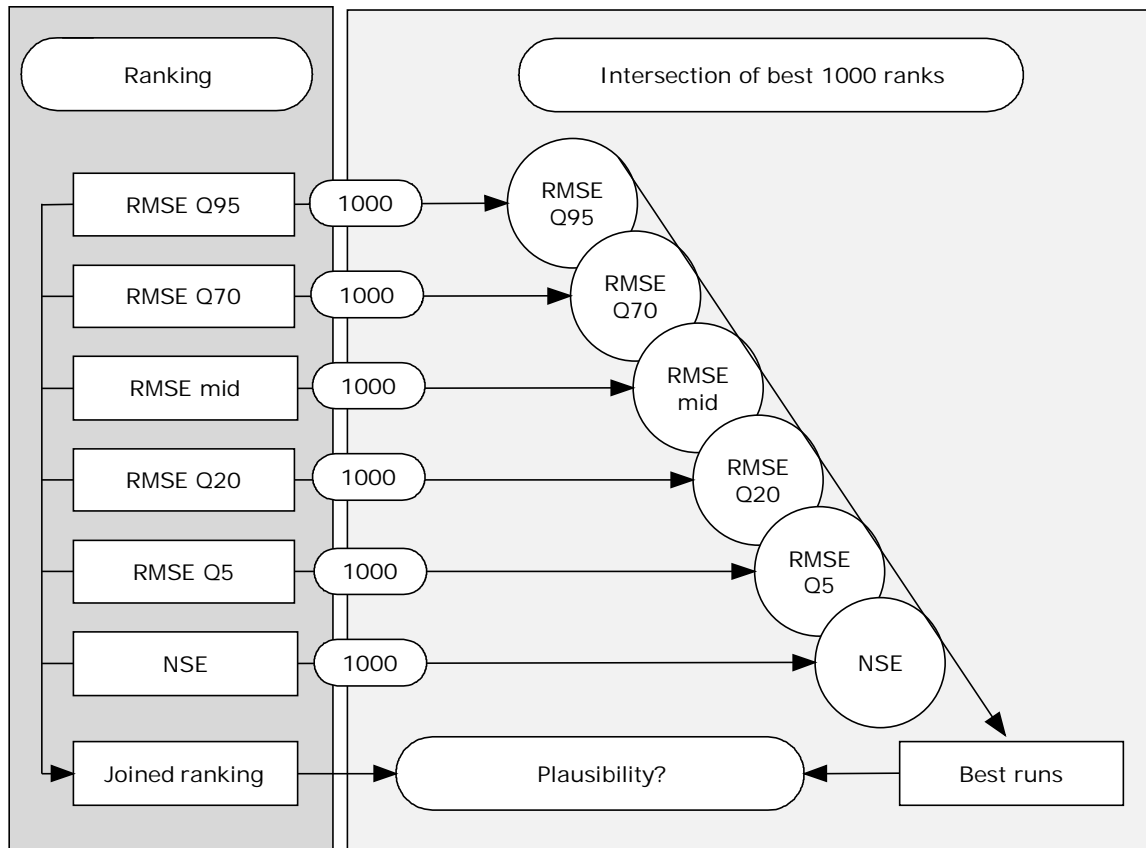 Ranking
Intersection of best 1000 ranks
RMSE Q95
1000
RMSE
Q95
RMSE Q70
1000
RMSE
Q70
RMSE mid
1000
RMSE
mid
RMSE Q20
1000
RMSE
Q20
RMSE Q5
1000
RMSE
Q5
NSE
1000
NSE
Joined ranking
Plausibility?
Best runs